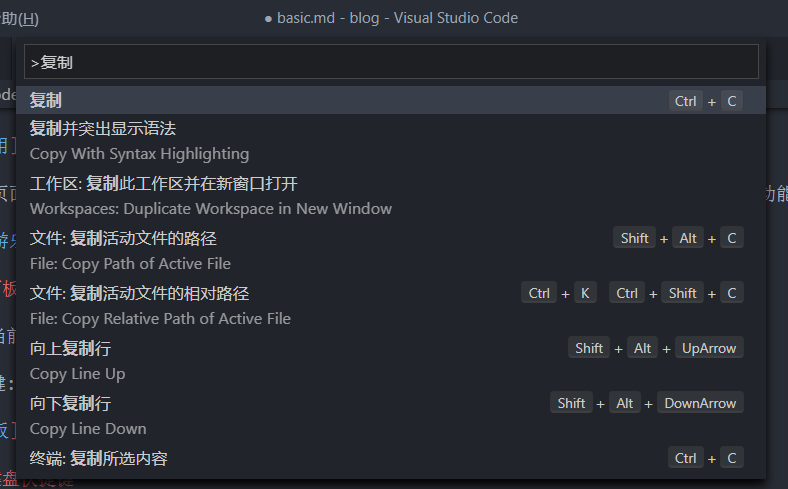 助(H)
● basic.md - blog - Visual Studio Code
>复制
复制 Ctrl + C
复制并突出显示语法
Copy With Syntax Highlighting
工作区: 复制此工作区并在新窗口打开
Workspaces: Duplicate Workspace in New Window
文件: 复制活动文件的路径 Shift + Alt + C
File: Copy Path of Active File
文件: 复制活动文件的相对路径 Ctrl + K Ctrl + Shift + C
File: Copy Relative Path of Active File
向上复制行 Shift + Alt + UpArrow
Copy Line Up
向下复制行 Shift + Alt + DownArrow
Copy Line Down
终端: 复制所选内容 Ctrl + C